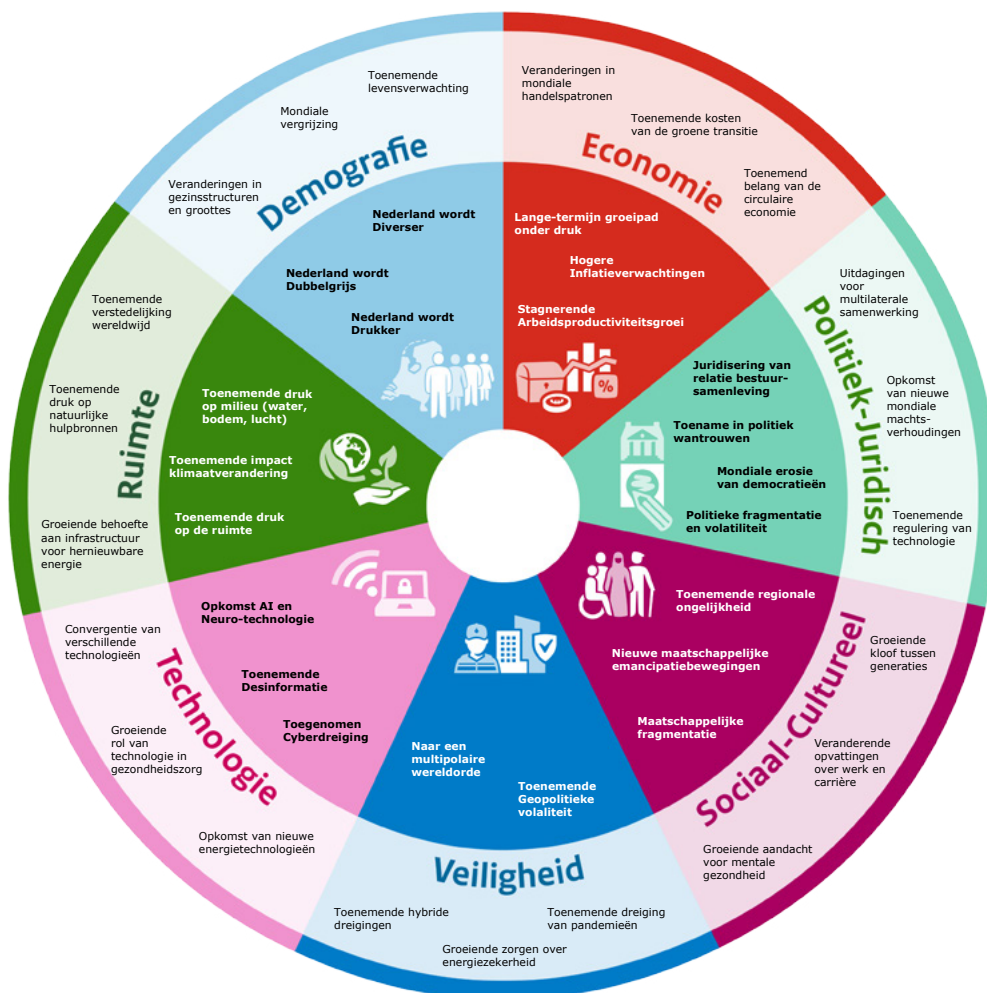 Demografie
Toenemende
levensverwachting
Mondiale
vergrijzing
Veranderingen in
gezinsstructuren
en groottes
Nederland wordt
Diverser
Nederland wordt
Dubbelgrijs
Nederland wordt
Drukker
Economie
Veranderingen in
mondiale
handelspatronen
Toenemende kosten
van de groene transitie
Toenemend
belang van de
circulaire
economie
Lange-termijn groeipad
onder druk
Hogere
Inflatieverwachtingen
Stagnerende
Arbeidsproductiviteitsgroei
%
Politiek-Juridisch
Uitdagingen
voor
multilaterale
samenwerking
Opkomst
van nieuwe
mondiale
machts-
verhoudingen
Toenemende
regulering van
technologie
Juridisering van
relatie bestuur-
samenleving
Toename in politiek
wantrouwen
Mondiale erosie
van democratieën
Politieke fragmentatie
en volatiliteit
Sociaal-Cultureel
Toenemende regionale
ongelijkheid
Nieuwe maatschappelijke
emancipatiebewegingen
Maatschappelijke
fragmentatie
Groeiende
kloof tussen
generaties
Veranderende
opvattingen
over werk en
carrière
Groeiende aandacht
voor mentale
gezondheid
Veiligheid
Naar een
multipolaire
wereldorde
Toenemende
Geopolitieke
volaliteit
Toenemende hybride
dreigingen
Toenemende dreiging
van pandemieën
Groeiende zorgen over
energiezekerheid
Technologie
Opkomst AI en
Neuro-technologie
Toenemende
Desinformatie
Toegenomen
Cyberdreiging
Convergentie van
verschillende
technologieën
Groeiende
rol van
technologie in
gezondheidszorg
Opkomst van nieuwe
energietechnologieën
Ruimte
Toenemende
verstedelijking
wereldwijd
Toenemende
druk op
natuurlijke
hulpbronnen
Groeiende behoefte
aan infrastructuur
voor hernieuwbare
energie
Toenemende druk
op milieu (water,
bodem, lucht)
Toenemende impact
klimaatverandering
Toenemende druk
op de ruimte